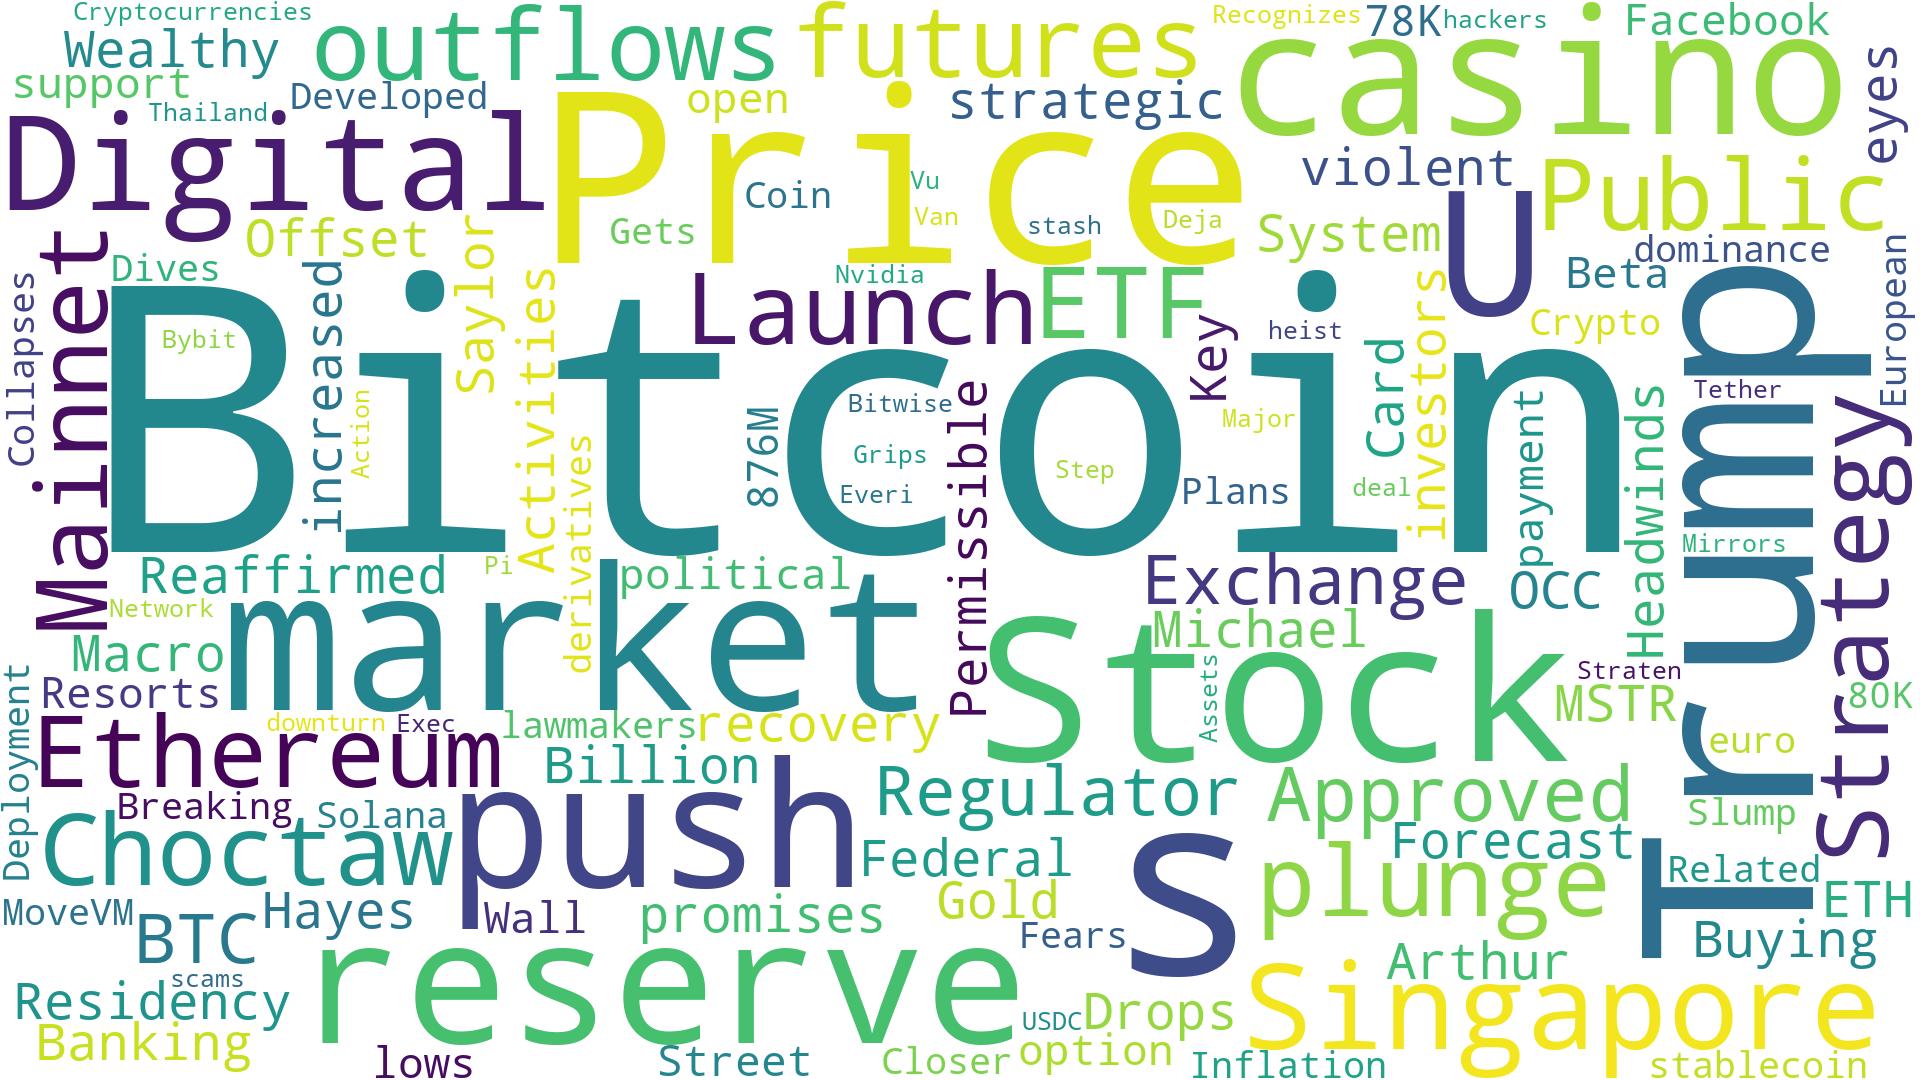 Cryptocurrencies
Wealthy
outflows
futures
Recognizes
78K
hackers
Facebook
casino
support
Thailand
Developed
open
strategic
eyes
Digital
Price
violent
Public
Coin
Vu
Van
stash
Deja
U
Offset
Saylor
Gets
System
dominance
European
Mainnet
Dives
increased
Activities
Nvidia
Launch
ETF
investors
Beta
Collapses
Bybit
Bitcoin
Key
heist
Card
Crypto
Trump
Action
derivatives
876M
Bitwise
Permissible
Major
payment
Headwinds
Tether
Strategy
Grips
Step
Everi
Plans
deal
Reaffirmed
Pi
political
Exchange
OCC
Mirrors
Network
market
Stock
Michael
Macro
Assets
Straten
Resorts
MSTR
80K
Deployment
Ethereum
downturn
Exec
lawmakers
recovery
euro
Billion
push
Regulator
Approved
Breaking
Solana
Slump
Choctaw
S
Forecast
Federal
plunge
Related
MoveVM
BTC
Hayes
Wall
promises
Gold
Fears
ETH
Buying
scams
reserve
Arthur
Residency
Singapore
USDC
Drops
Banking
lows
Street
Closer
option
Inflation
stablecoin